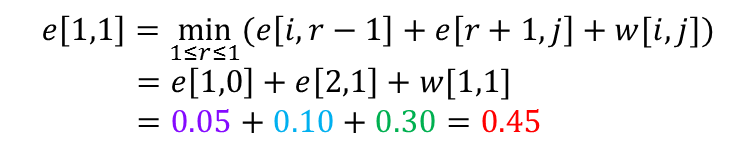 e[1,1] = min (e[i, r − 1] + e[r + 1, j] + w[i, j])
1≤r≤1
= e[1,0] + e[2,1] + w[1,1]
= 0.05 + 0.10 + 0.30 = 0.45